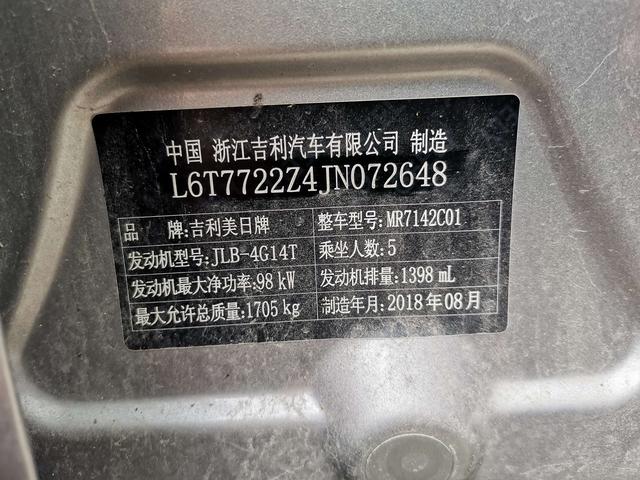 中国 浙江吉利汽车有限公司 制造
L6T7722Z4JN072648
品 牌:吉利美日牌 整车型号:MR7142C01
发动机型号:JLB-4G14T 乘坐人数:5
发动机最大净功率:98 kW 发动机排量:1398 mL
最大允许总质量:1705 kg 制造年月:2018年08月